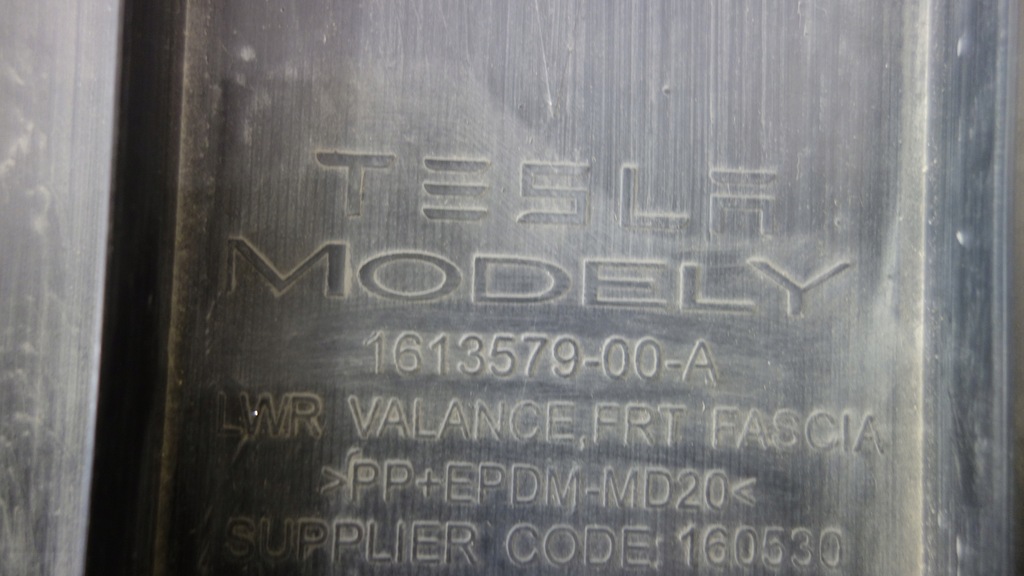 TESLA
MODELY
1613579-00-A
LWR VALANCE,FRT FASCIA
>PP+EPDM-MD20<
SUPPLIER CODE: 160530